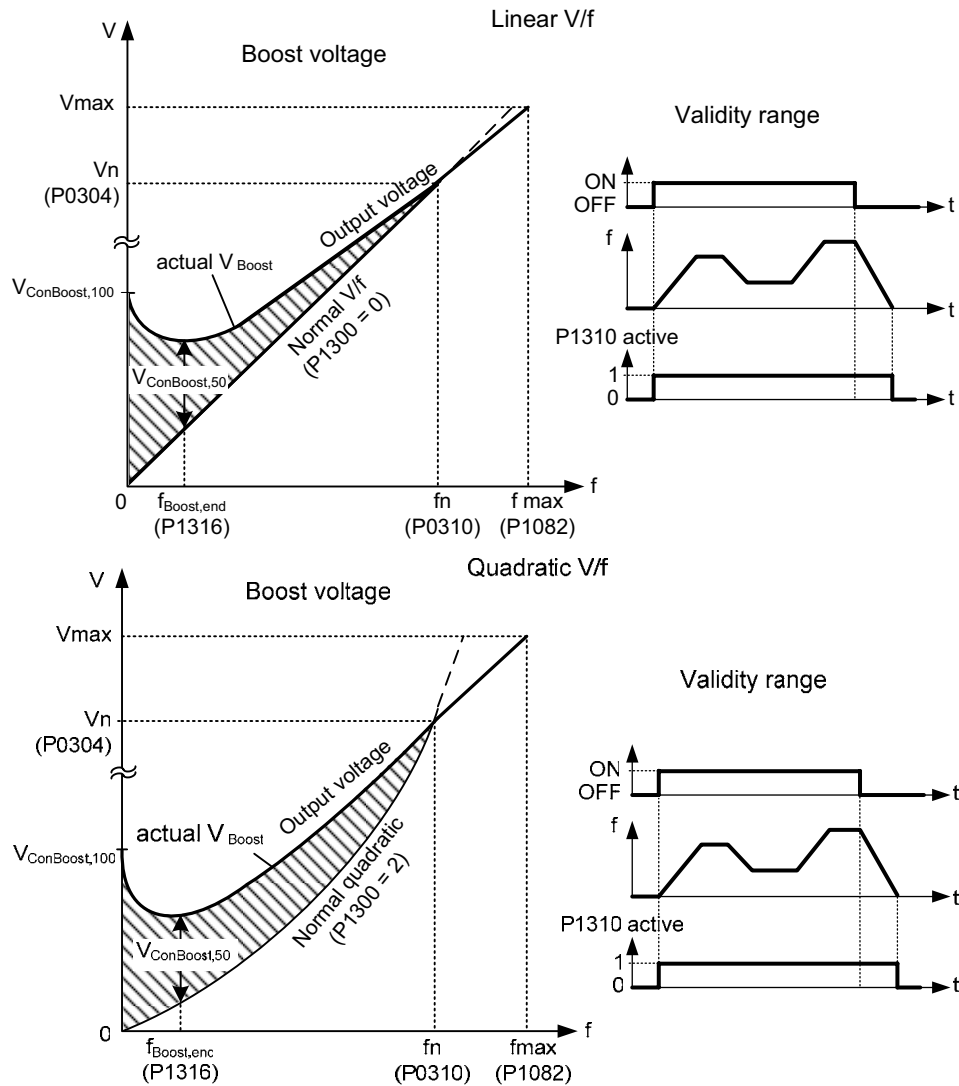 Linear V/f
V
Boost voltage
Vmax
Validity range
Vn
(P0304)
Output voltage
ON
OFF
t
f
actual V Boost
VConBoost,100
Normal V/f
(P1300 = 0)
t
P1310 active
VConBoost,50
1
0
t
0
fBoost,end
(P1316)
fn
(P0310)
f max
(P1082)
f
Quadratic V/f
V
Boost voltage
Vmax
Validity range
Vn
(P0304)
Output voltage
ON
OFF
t
f
actual V Boost
VConBoost,100
Normal quadratic
(P1300 = 2)
t
P1310 active
VConBoost,50
1
0
t
0
fBoost,end
(P1316)
fn
(P0310)
fmax
(P1082)
f